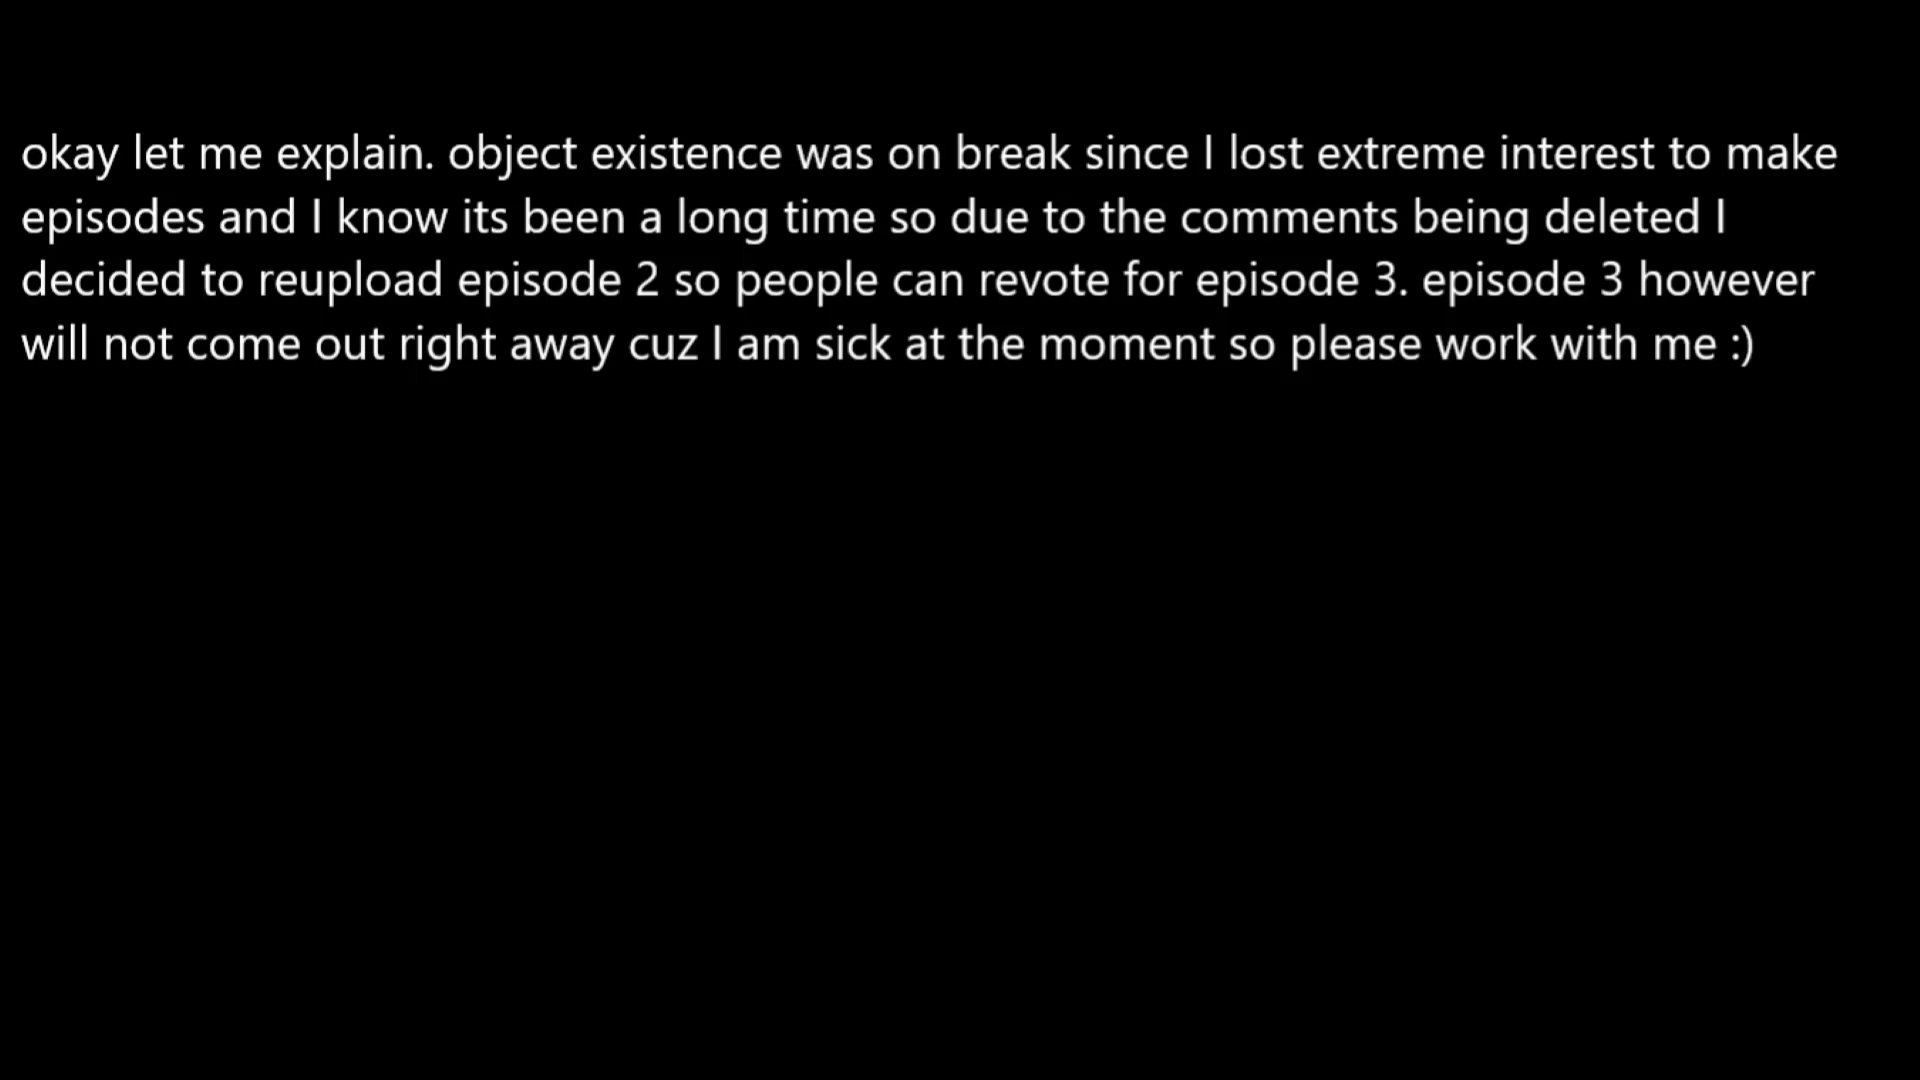 okay let me explain. object existence was on break since I lost extreme interest to make
episodes and I know its been a long time so due to the comments being deleted I
decided to reupload episode 2 so people can revote for episode 3. episode 3 however
will not come out right away cuz I am sick at the moment so please work with me :)